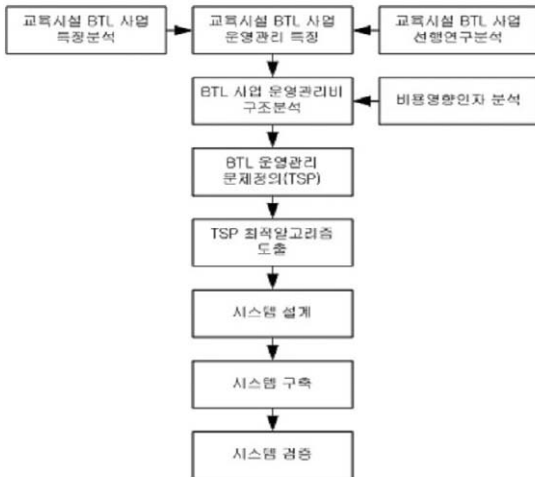 교육시설 BTL 사업
특징분석
교육시설 BTL 사업
운영관리 특징
교육시설 BTL 사업
선행연구분석
BTL 사업 운영관리비
구조분석
비용영향인자 분석
BTL 운영관리
문제정의(TSP)
TSP 최적알고리즘
도출
시스템 설계
시스템 구축
시스템 검증